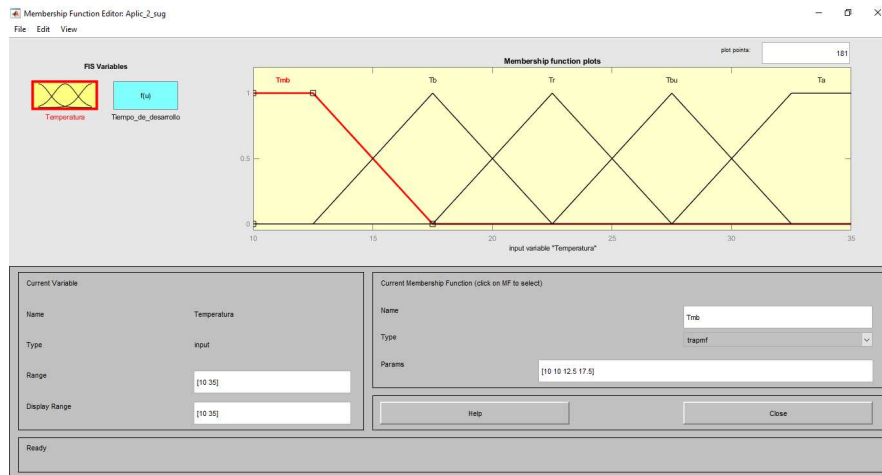 Membership Function Editor: Aplic_2_sug
File Edit View
FIS Variables
f(u)
Temperatura
Tiempo_de_desarrollo
plot points:
181
Membership function plots
Tmb
Tb
Tr
Tbu
Ta
1
0.5
0
10
15
20
25
30
35
input variable "Temperatura"
Current Variable
Name
Temperatura
Type
input
Range
[10 35]
Display Range
[10 35]
Current Membership Function (click on MF to select)
Name
Tmb
Type
trapmf
Params
[10 10 12.5 17.5]
Help
Close
Ready